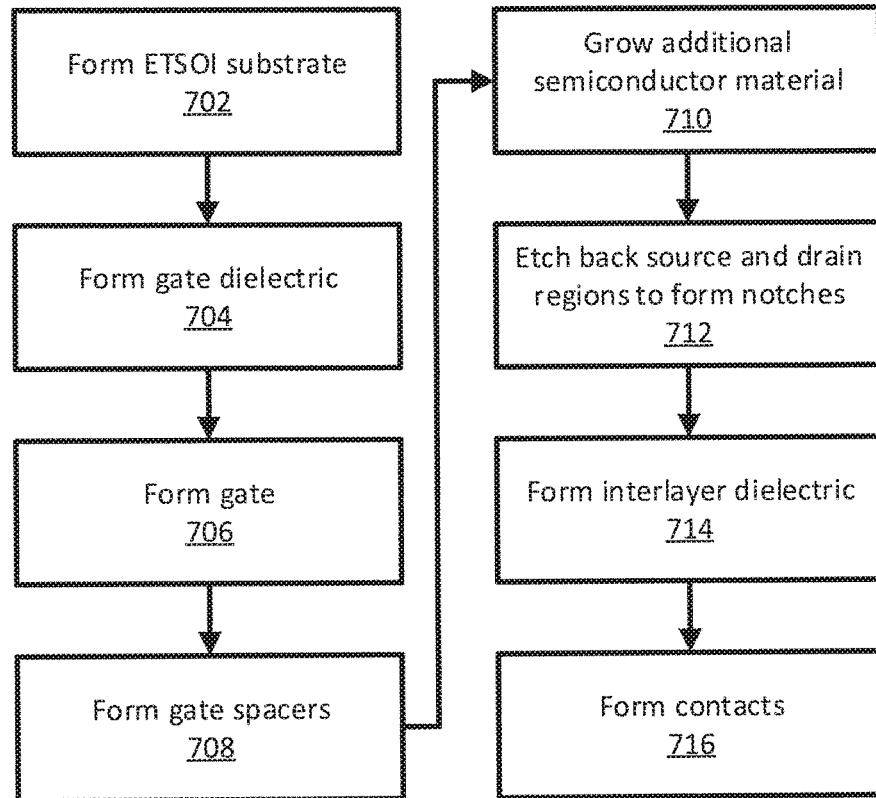 Form ETSOI substrate
702
Form gate dielectric
704
Form gate
706
Form gate spacers
708
Grow additional
semiconductor material
710
Etch back source and drain
regions to form notches
712
Form interlayer dielectric
714
Form contacts
716